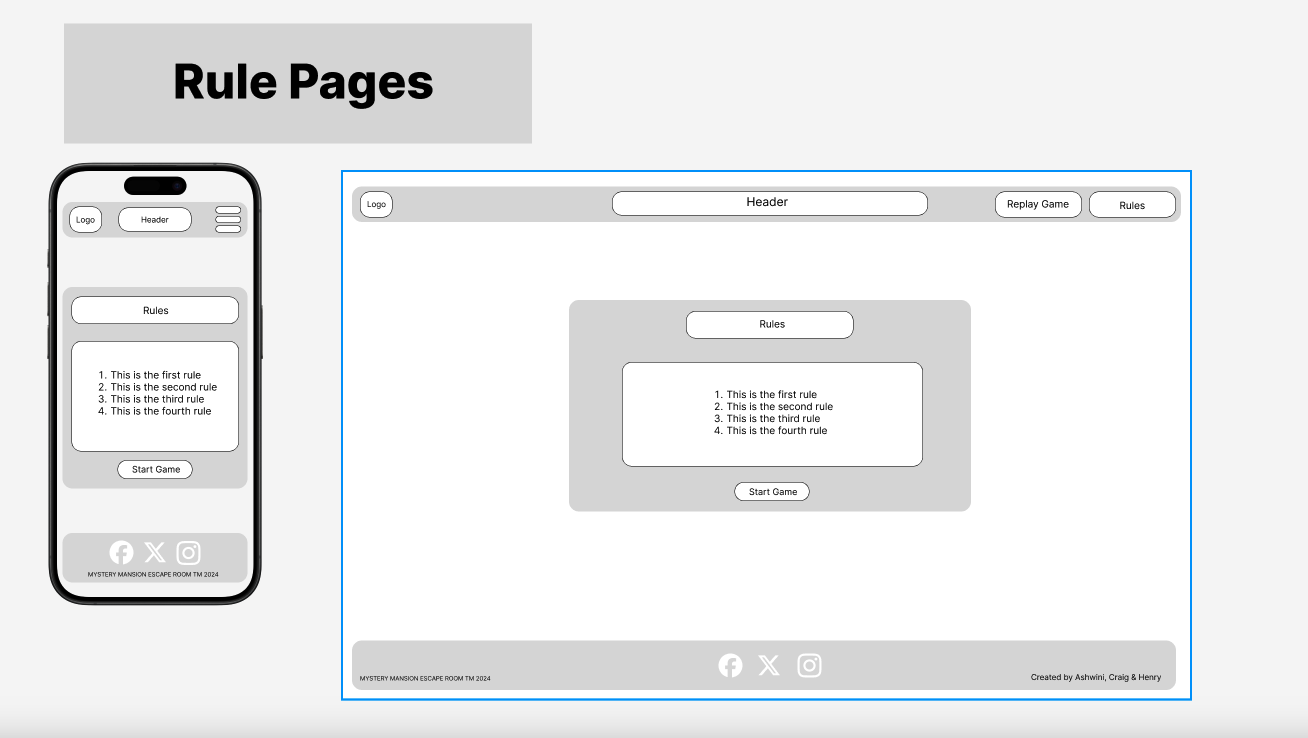 Rule Pages
Logo
Header
Rules
1. This is the first rule
2. This is the second rule
3. This is the third rule
4. This is the fourth rule
Start Game
MYSTERY MANSION ESCAPE ROOM TM 2024
Logo
Header
Replay Game
Rules
Rules
1. This is the first rule
2. This is the second rule
3. This is the third rule
4. This is the fourth rule
Start Game
MYSTERY MANSION ESCAPE ROOM TM 2024
Created by Ashwini, Craig & Henry